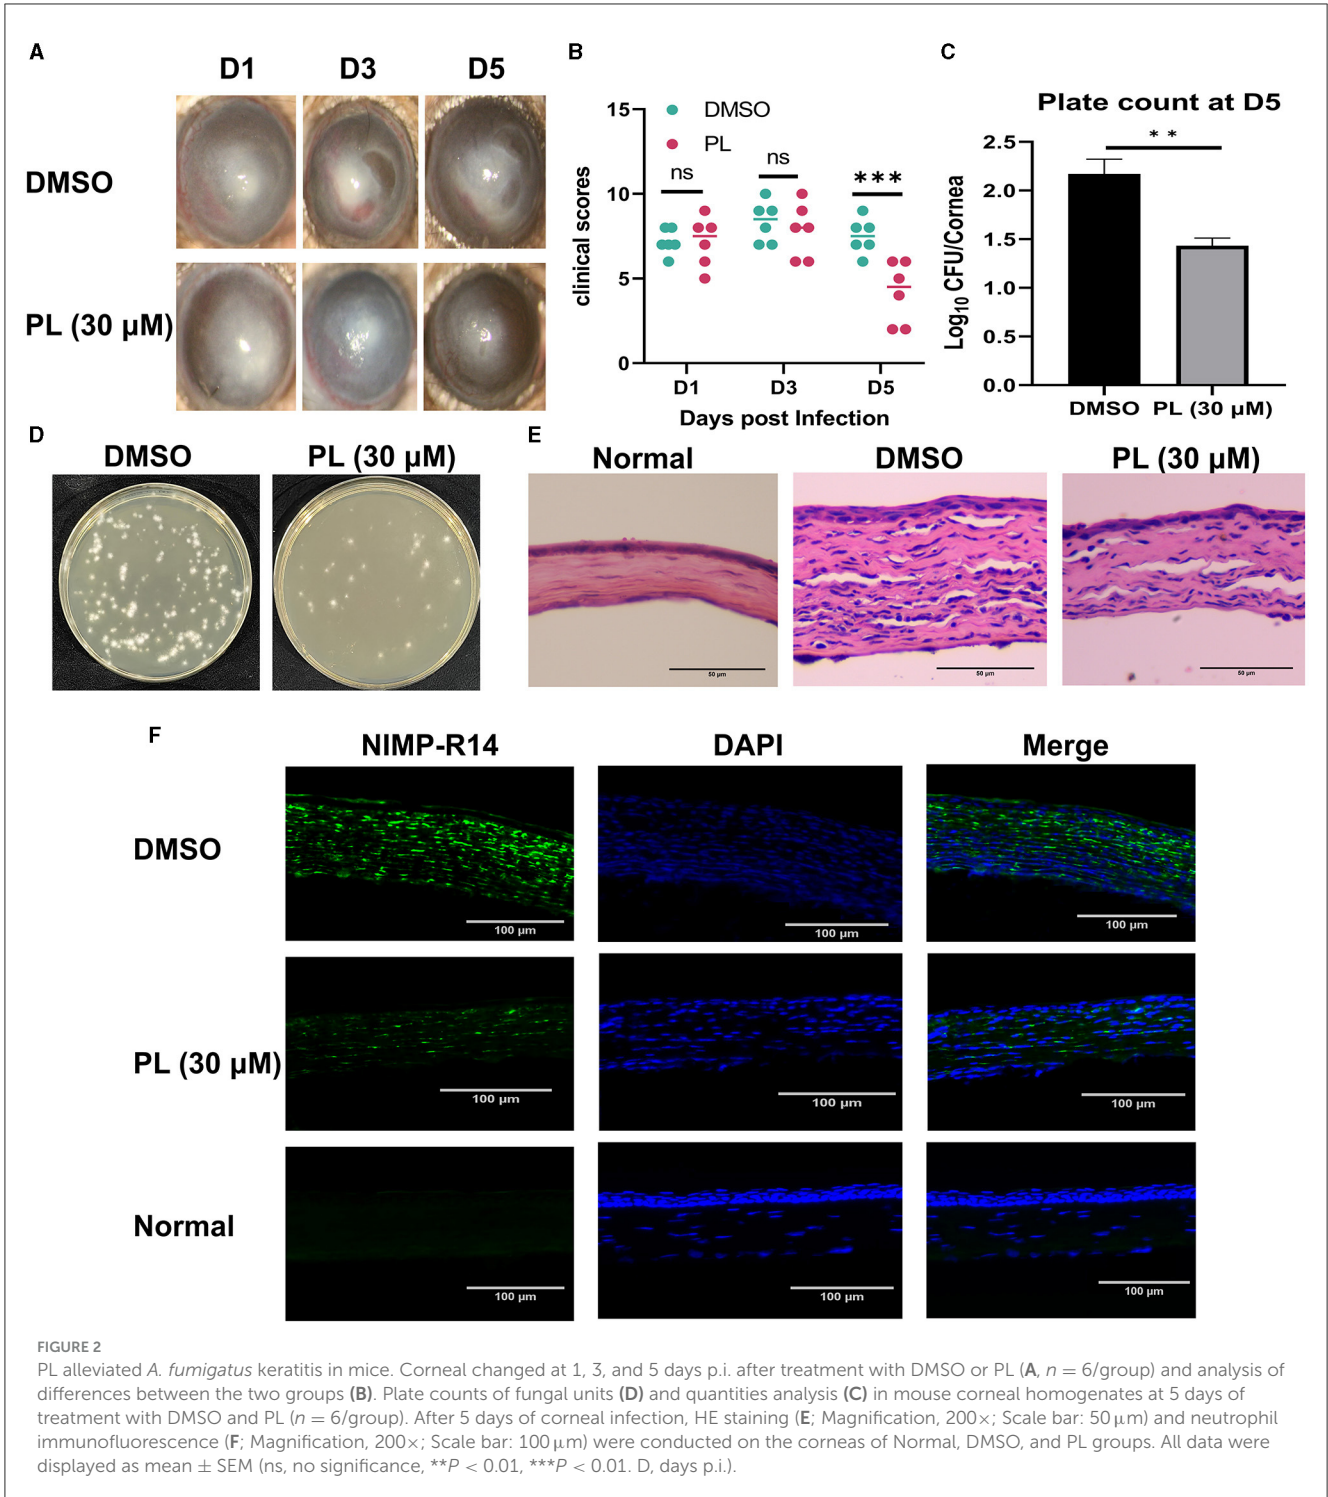 A
D1 D3 D5
DMSO
PL (30 µM)
B
15
10
5
0
clinical scores
DMSO
PL
ns
ns
***
D1 D3 D5
Days post Infection
C
Plate count at D5
**
2.5
2.0
1.5
1.0
0.5
0.0
Log10 CFU/Cornea
DMSO PL (30 µM)
D
DMSO PL (30 µM)
E
Normal DMSO PL (30 µM)
50 µm 50 µm 50 µm
F
NIMP-R14 DAPI Merge
DMSO
100 µm 100 µm 100 µm
PL (30 µM)
100 µm 100 µm 100 µm
Normal
100 µm 100 µm 100 µm
FIGURE 2
PL alleviated A. fumigatus keratitis in mice. Corneal changed at 1, 3, and 5 days p.i. after treatment with DMSO or PL (A, n = 6/group) and analysis of
differences between the two groups (B). Plate counts of fungal units (D) and quantities analysis (C) in mouse corneal homogenates at 5 days of
treatment with DMSO and PL (n = 6/group). After 5 days of corneal infection, HE staining (E; Magnification, 200×; Scale bar: 50 µm) and neutrophil
immunofluorescence (F; Magnification, 200×; Scale bar: 100 µm) were conducted on the corneas of Normal, DMSO, and PL groups. All data were
displayed as mean ± SEM (ns, no significance, **P < 0.01, ***P < 0.01. D, days p.i.).